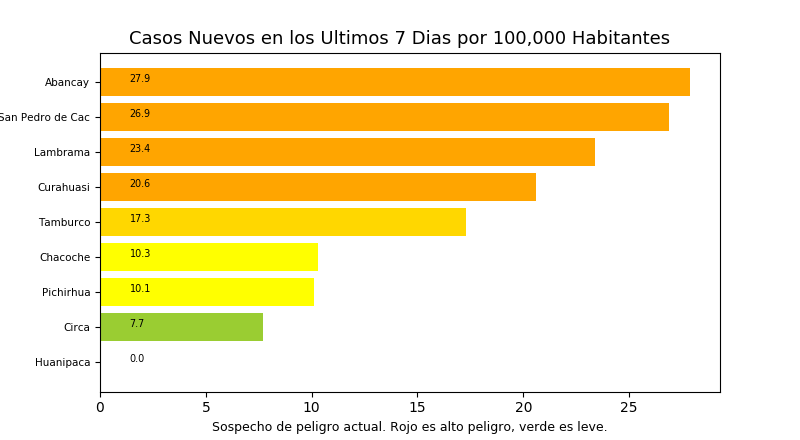 Casos Nuevos en los Ultimos 7 Dias por 100,000 Habitantes
Abancay 27.9
San Pedro de Cac 26.9
Lambrama 23.4
Curahuasi 20.6
Tamburco 17.3
Chacoche 10.3
Pichirhua 10.1
Circa 7.7
Huanipaca 0.0
0 5 10 15 20 25
Sospecho de peligro actual. Rojo es alto peligro, verde es leve.